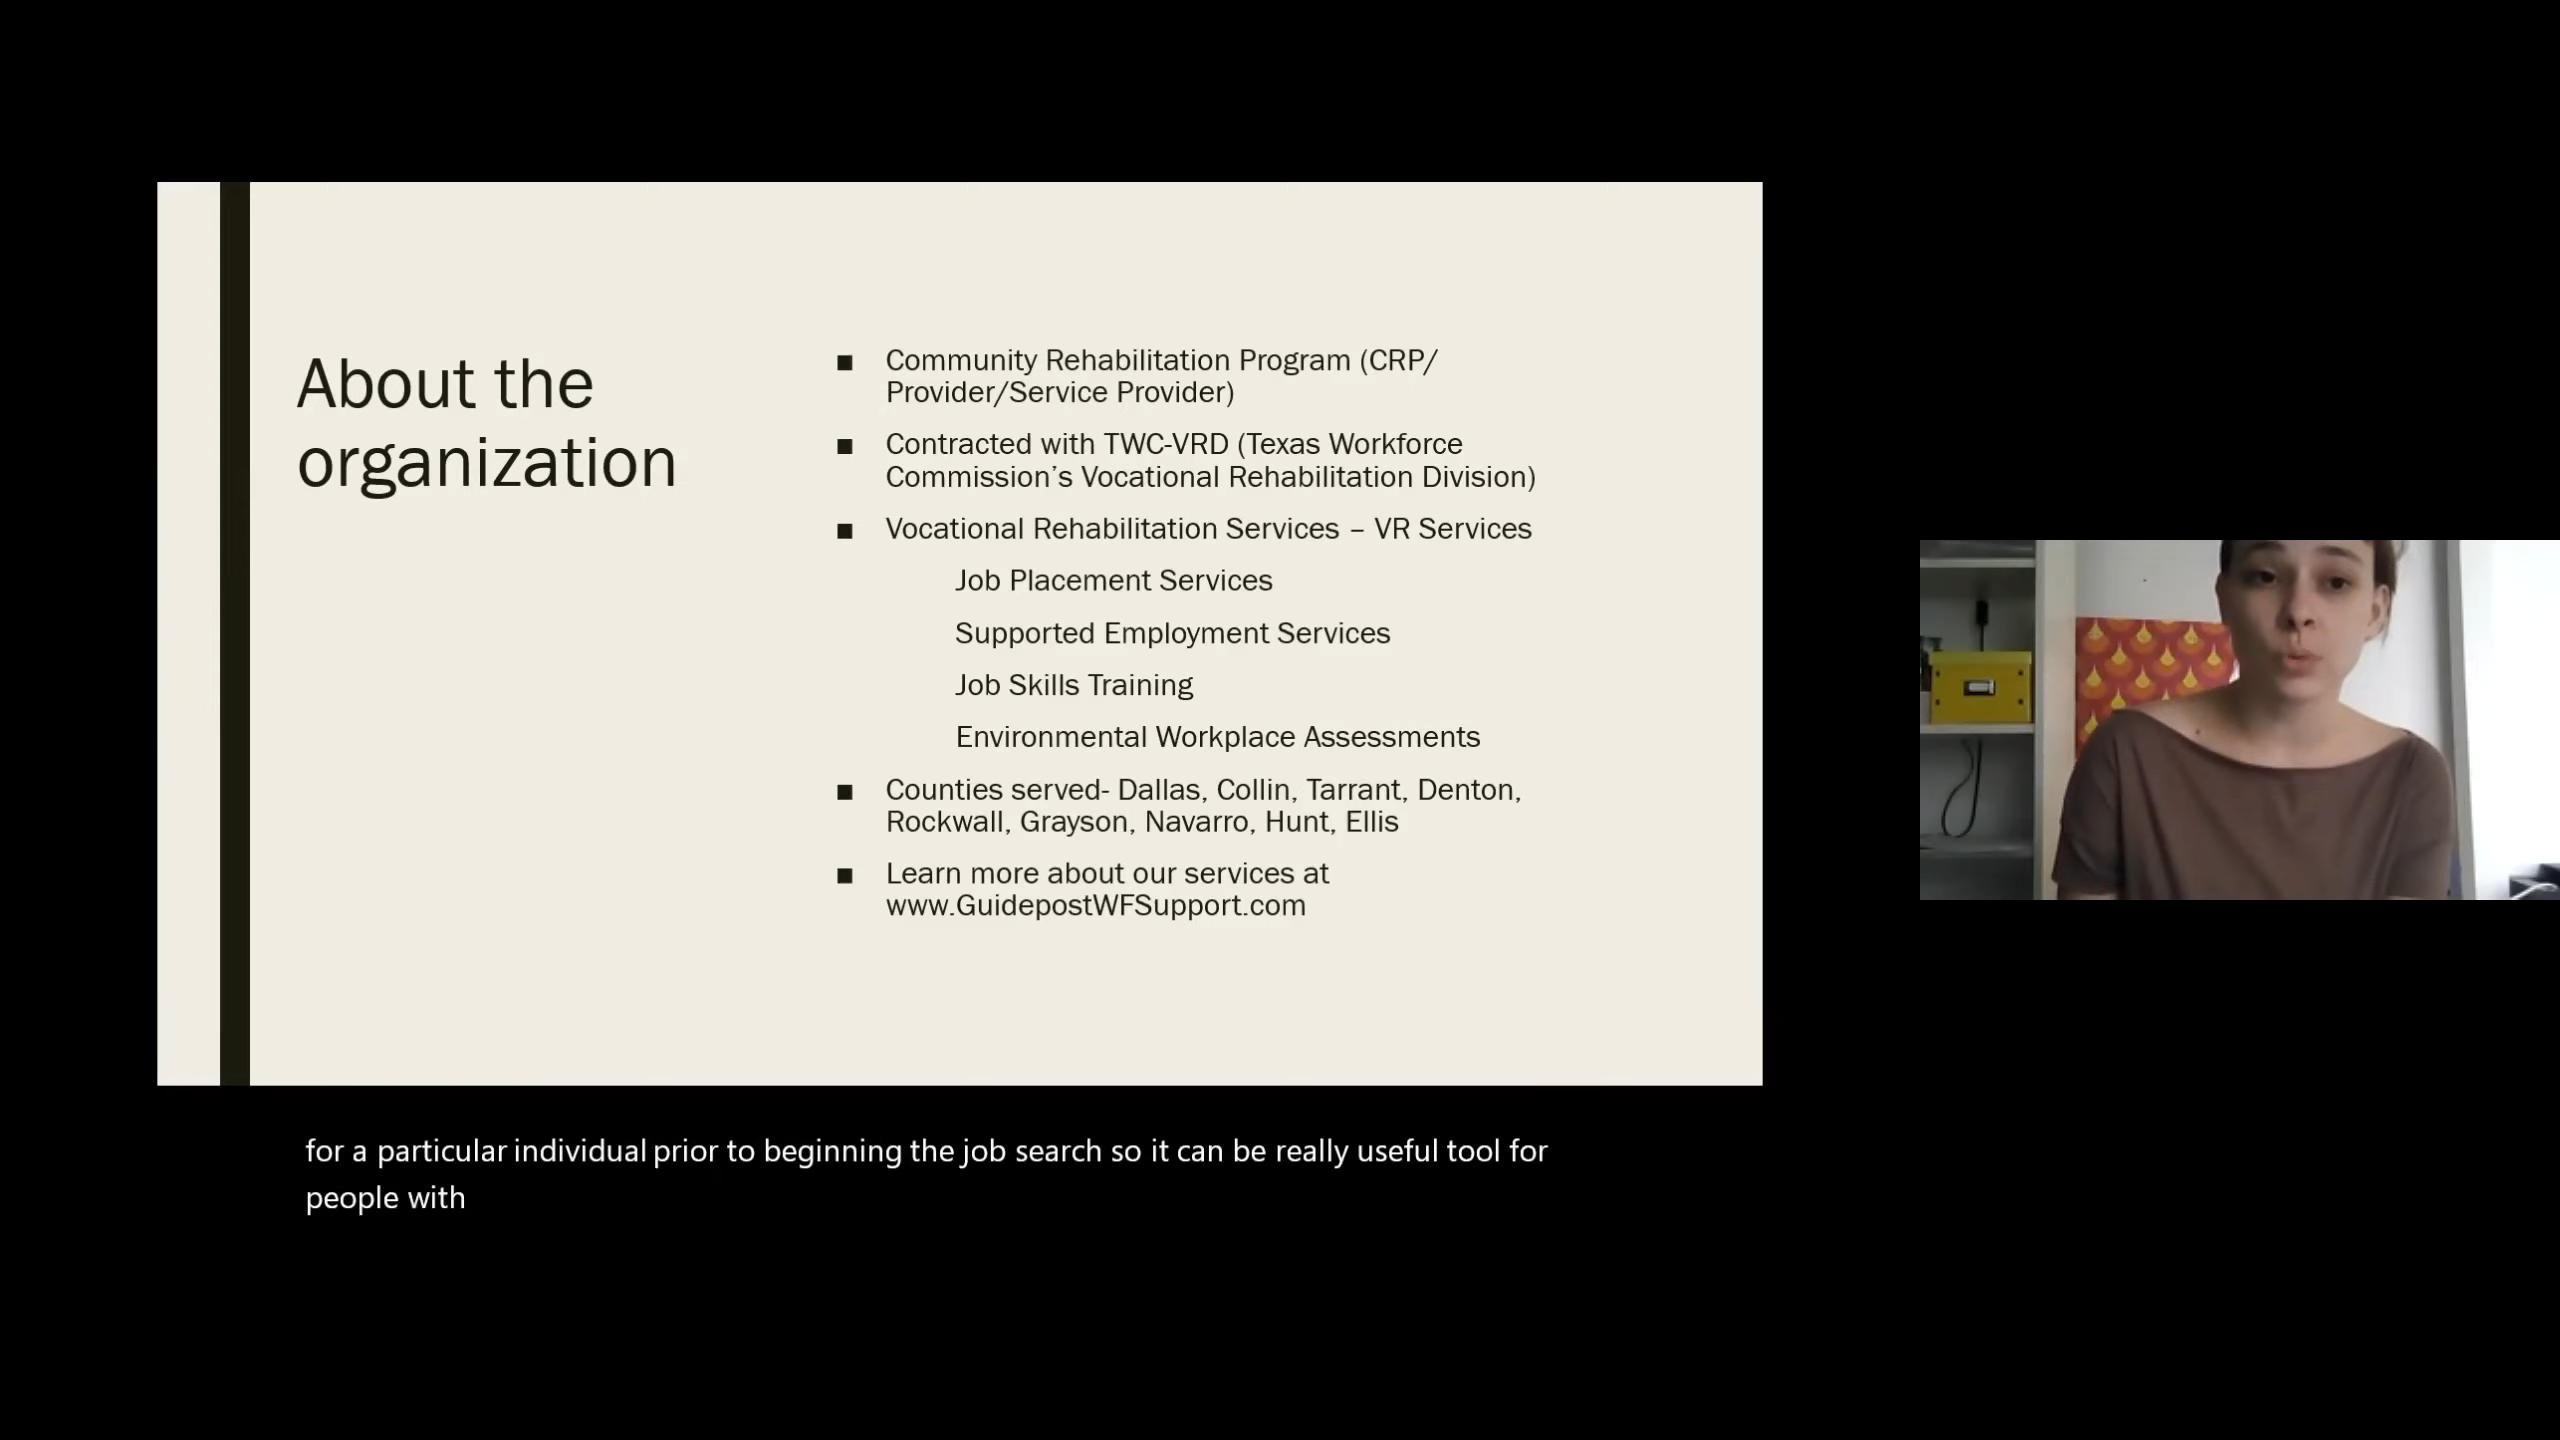 About the
organization
■ Community Rehabilitation Program (CRP/
Provider/Service Provider)
■ Contracted with TWC-VRD (Texas Workforce
Commission’s Vocational Rehabilitation Division)
■ Vocational Rehabilitation Services – VR Services
Job Placement Services
Supported Employment Services
Job Skills Training
Environmental Workplace Assessments
■ Counties served- Dallas, Collin, Tarrant, Denton,
Rockwall, Grayson, Navarro, Hunt, Ellis
■ Learn more about our services at
www.GuidepostWFSupport.com
for a particular individual prior to beginning the job search so it can be really useful tool for
people with